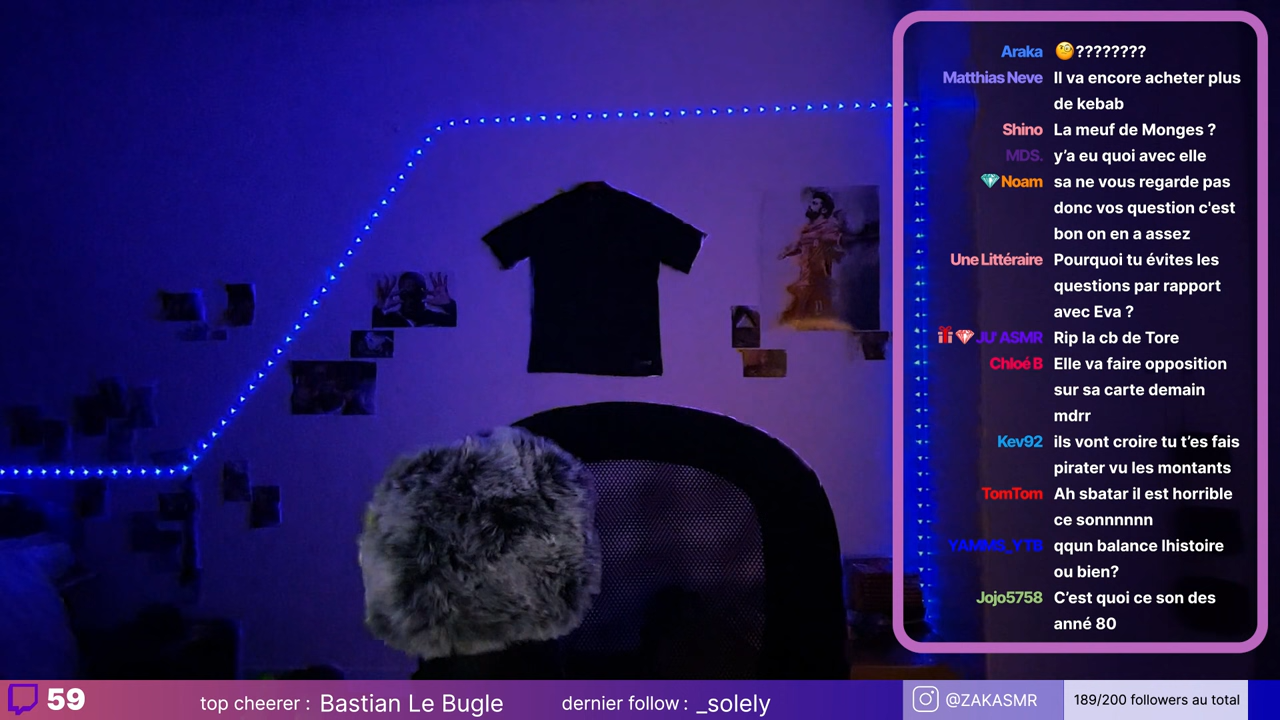 Araka 🧐????????
Matthias Neve Il va encore acheter plus
de kebab
Shino La meuf de Monges ?
MDS. y’a eu quoi avec elle
Noam sa ne vous regarde pas
donc vos question c'est
bon on en a assez
Une Littéraire Pourquoi tu évites les
questions par rapport
avec Eva ?
JU' ASMR Rip la cb de Tore
Chloé B Elle va faire opposition
sur sa carte demain
mdrr
Kev92 ils vont croire tu t’es fais
pirater vu les montants
TomTom Ah sbatar il est horrible
ce sonnnnnn
YAMMS_YTB qqun balance lhistoire
ou bien?
Jojo5758 C’est quoi ce son des
anné 80
59 top cheerer : Bastian Le Bugle dernier follow : _solely @ZAKASMR 189/200 followers au total